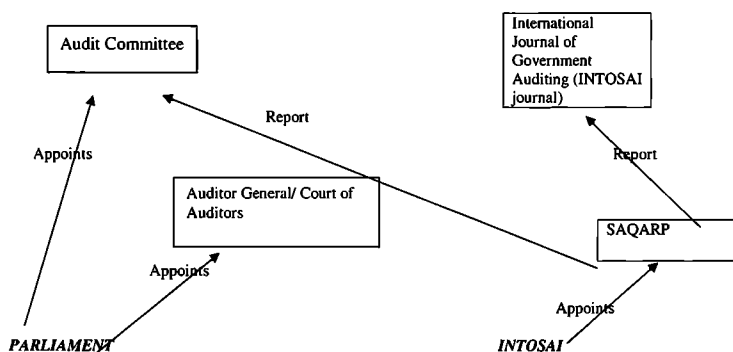 Audit Committee
International
Journal of
Government
Auditing (INTOSAI
journal)
Report
Appoints
Report
Auditor General/ Court of
Auditors
SAQARP
Appoints
Appoints
PARLIAMENT
INTOSAI